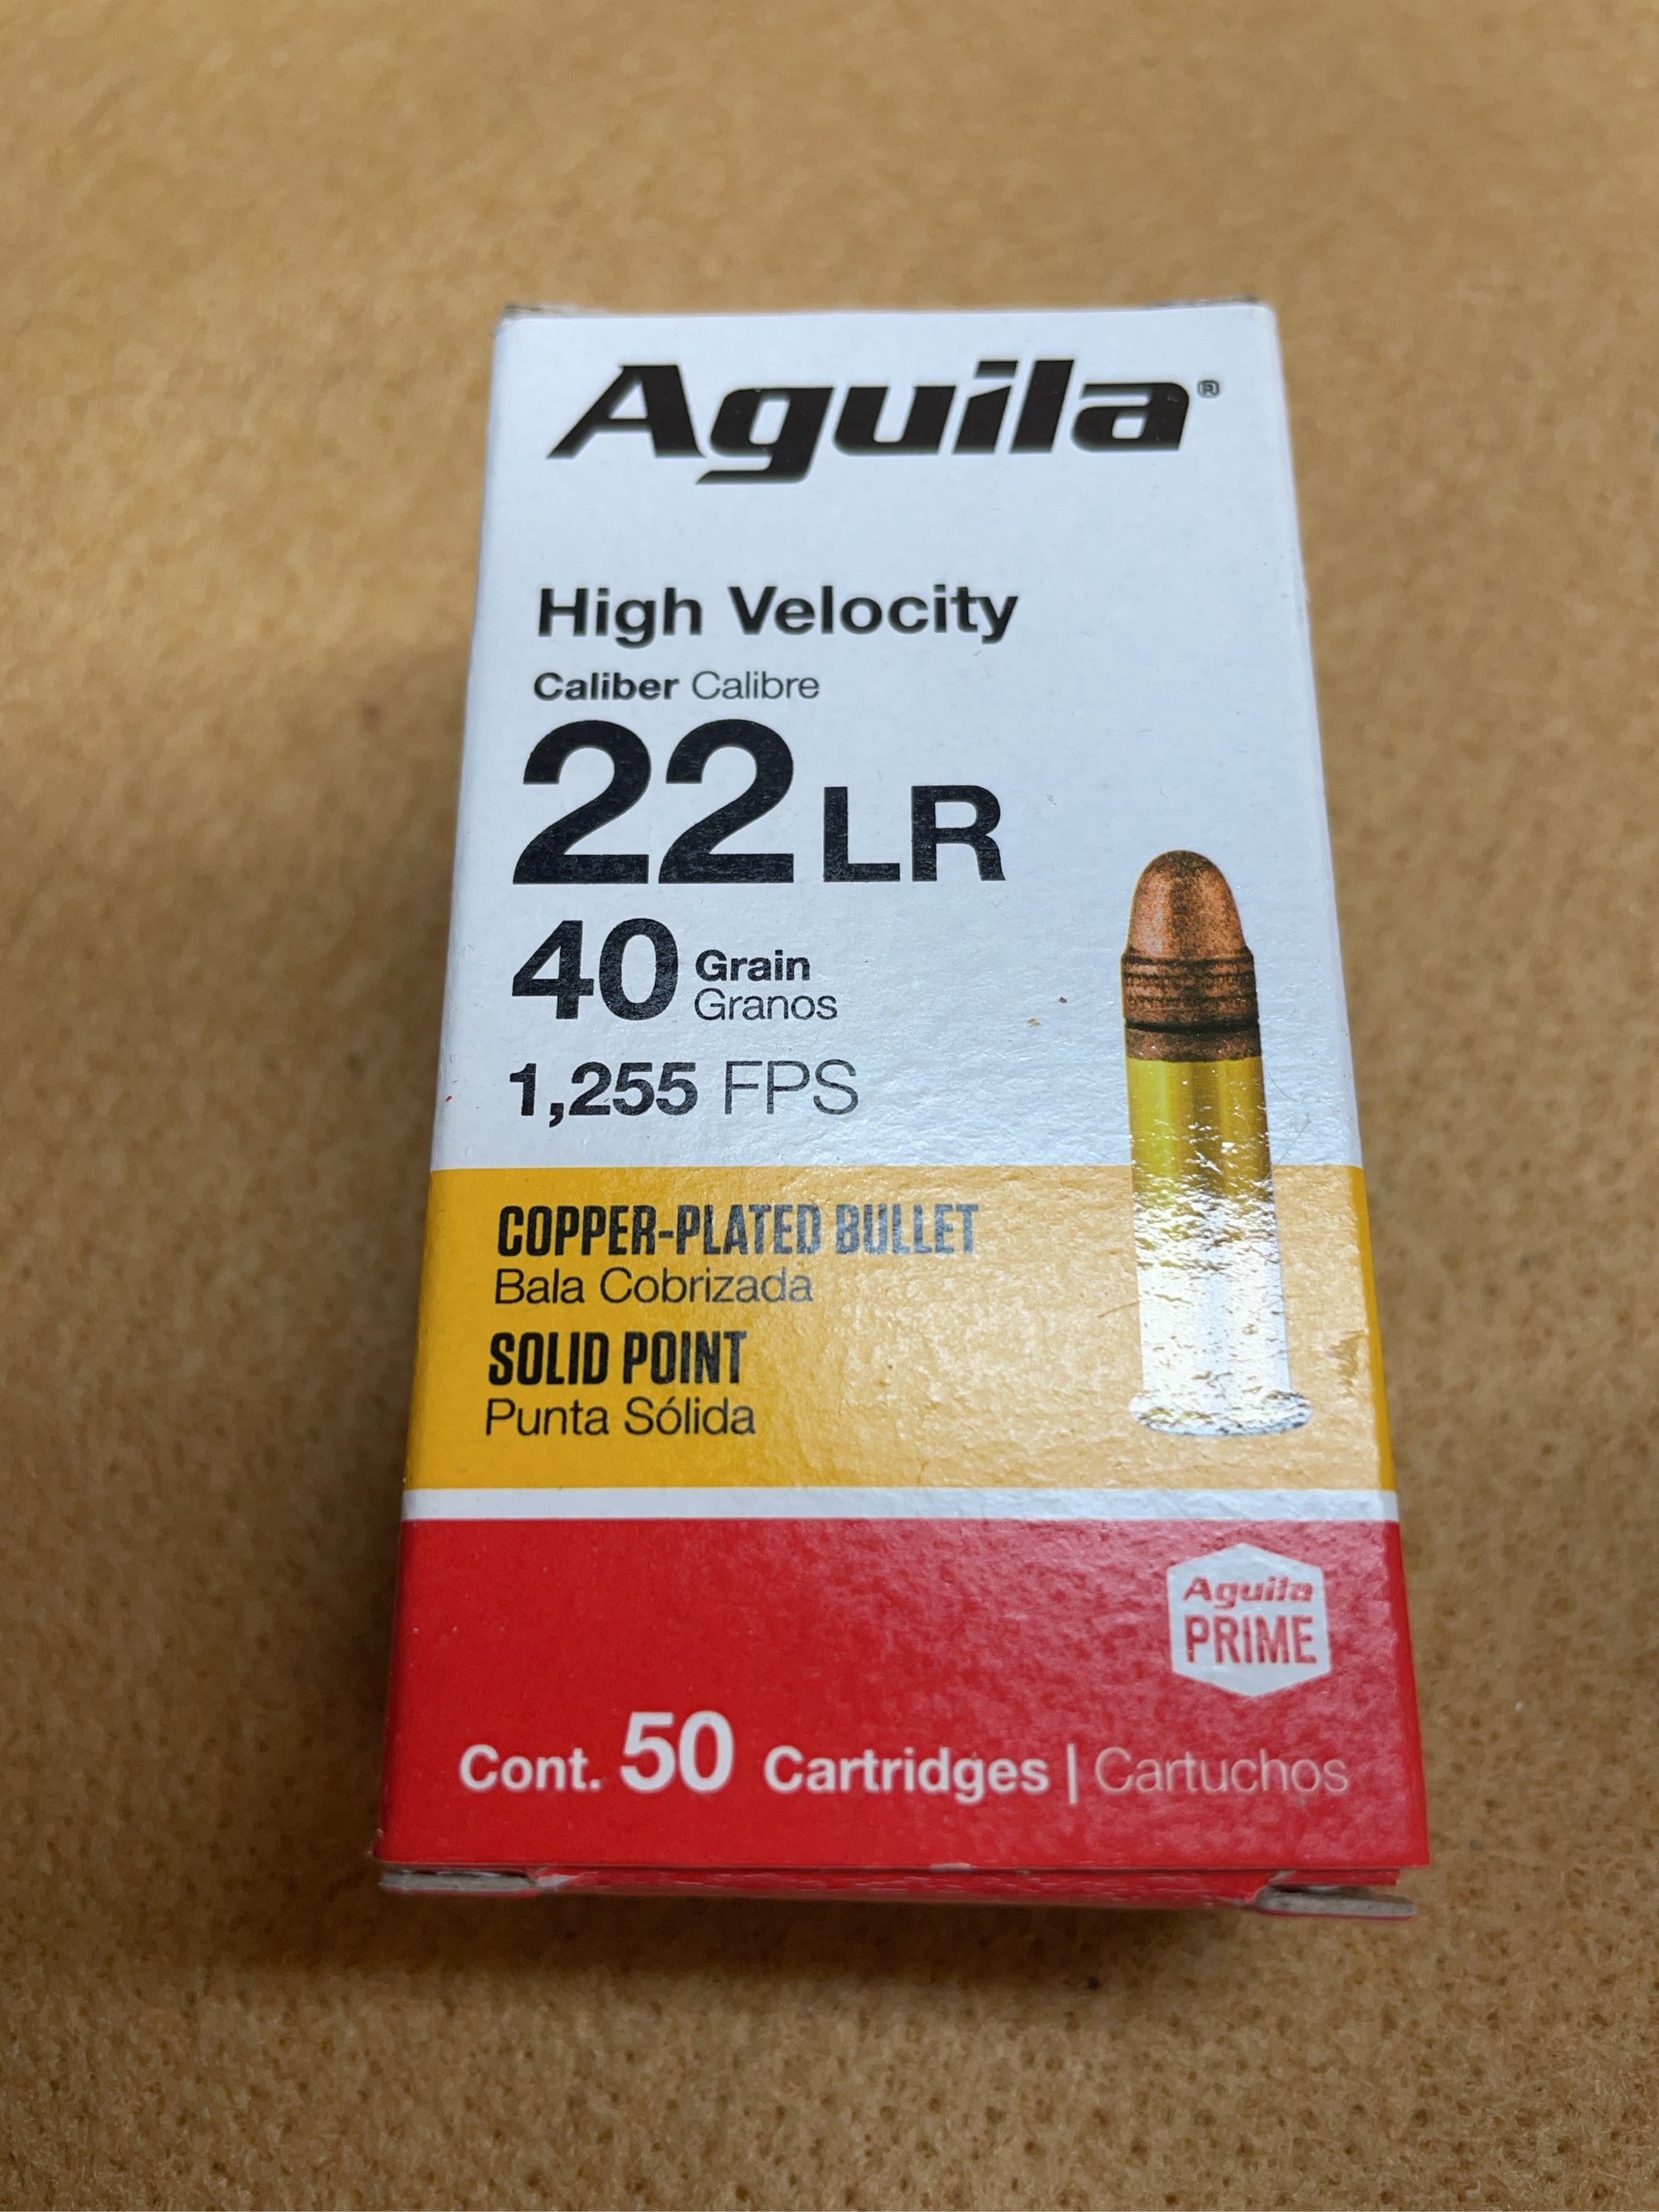 Aguila®
High Velocity
Caliber Calibre
22 LR
40 Grain
Granos
1,255 FPS
COPPER-PLATED BULLET
Bala Cobrizada
SOLID POINT
Punta Sólida
Aguila
PRIME
Cont. 50 Cartridges | Cartuchos